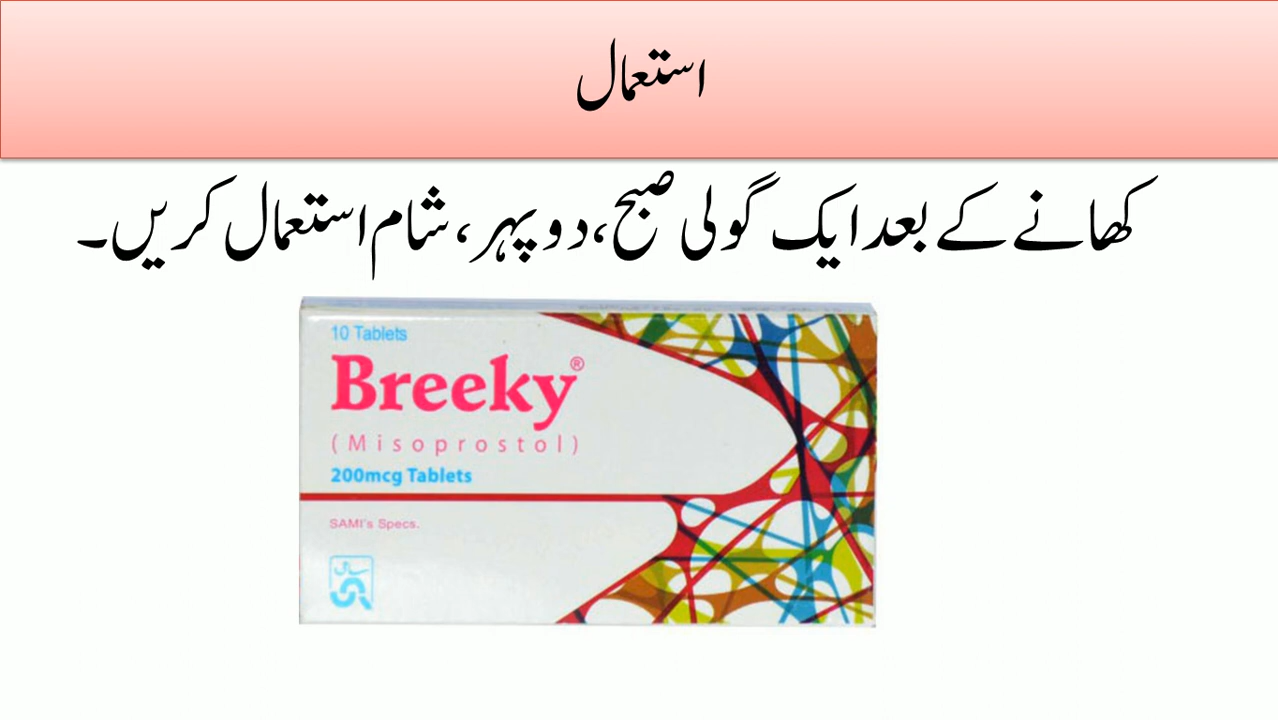 استعمال
کھانے کے بعد ایک گولی صبح، دوپہر، شام استعمال کریں۔
10 Tablets
Breeky®
(Misoprostol)
200mcg Tablets
SAMI's Specs.
سامی